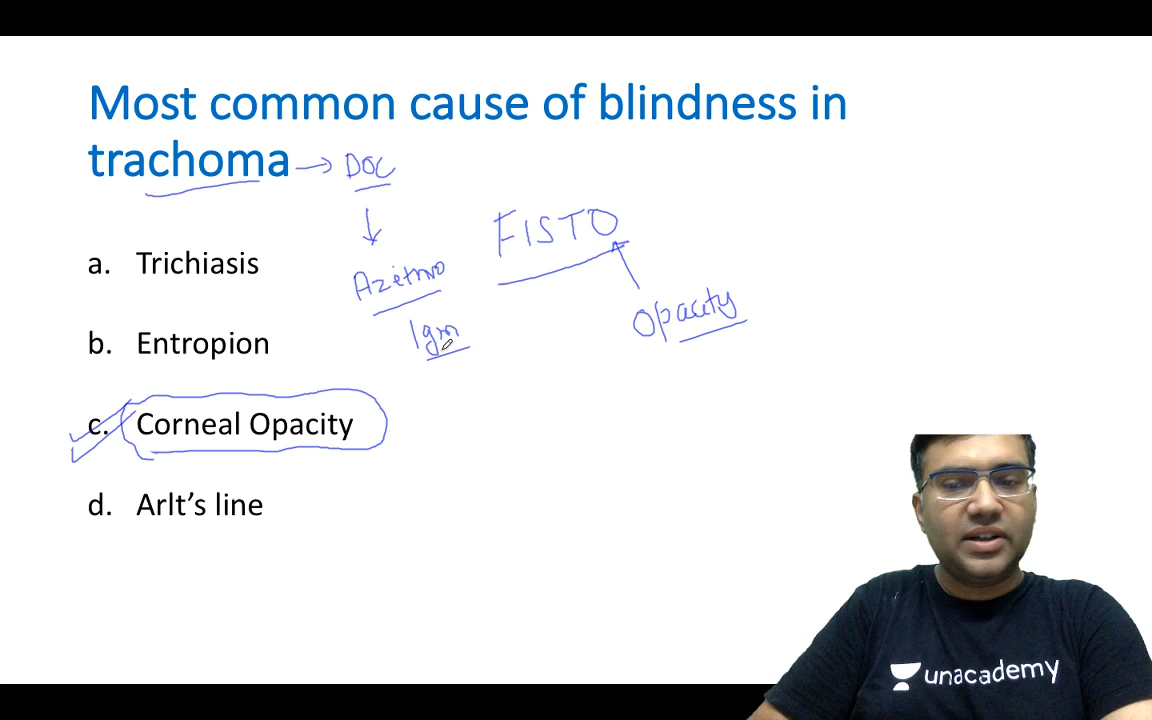 Most common cause of blindness in
trachoma → DOC
↓
Azithro
1gm
FISTO
Opacity
a. Trichiasis
b. Entropion
c. Corneal Opacity
d. Arlt's line
unacademy